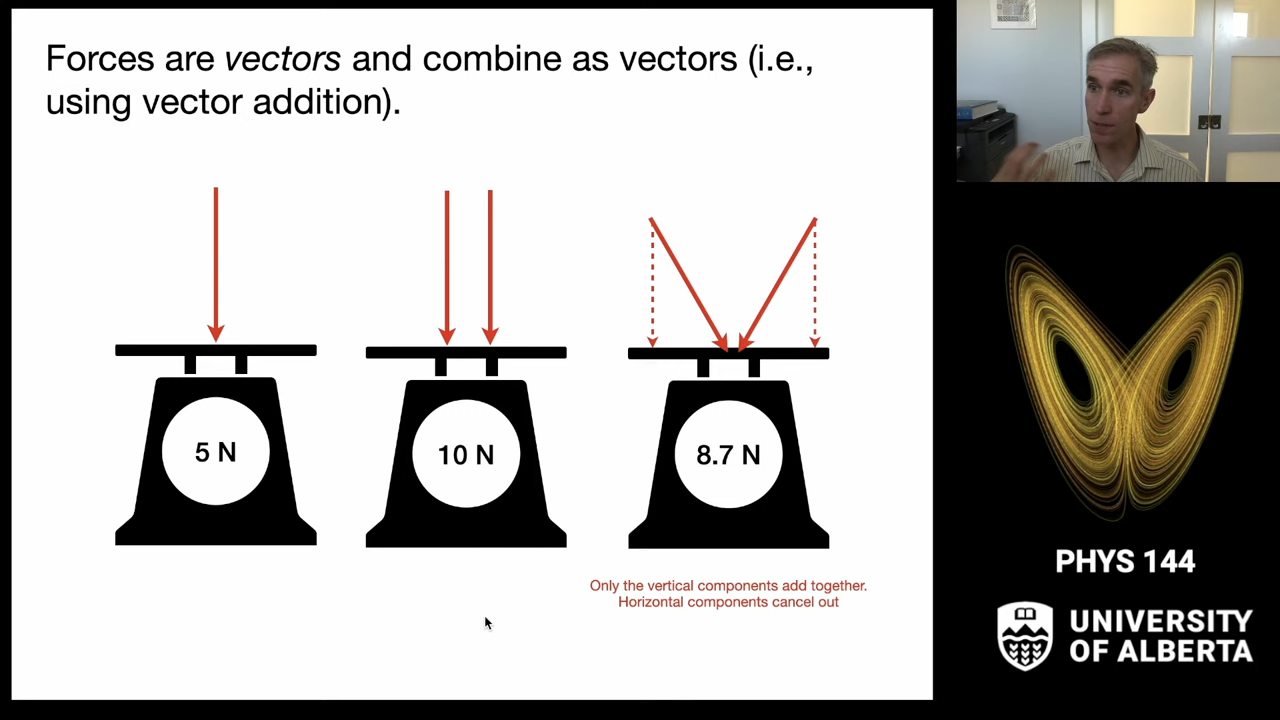 Forces are vectors and combine as vectors (i.e.,
using vector addition).
5 N
10 N
8.7 N
Only the vertical components add together.
Horizontal components cancel out
PHYS 144
UNIVERSITY
OF ALBERTA